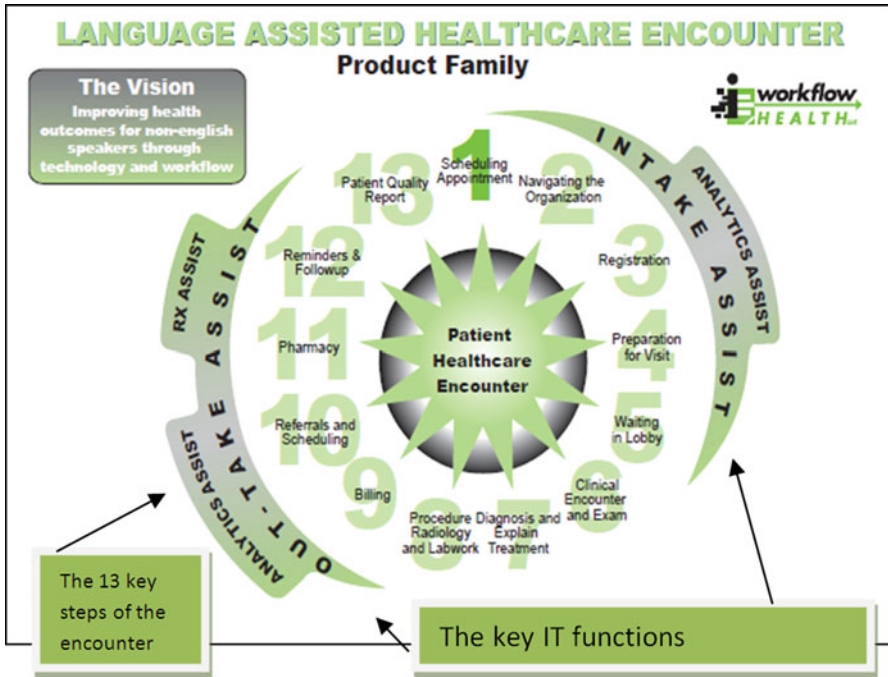 LANGUAGE ASSISTED HEALTHCARE ENCOUNTER
Product Family
The Vision
Improving health
outcomes for non-english
speakers through
technology and workflow
workflow
HEALTH
1
Scheduling
Appointment
2
Navigating the
Organization
3
Registration
4
Preparation
for Visit
5
Waiting
in Lobby
6
Clinical
Encounter
and Exam
7
Diagnosis and
Explain
Treatment
8
Procedure
Radiology
and Labwork
9
Billing
10
Referrals and
Scheduling
11
Pharmacy
12
Reminders &
Followup
13
Patient Quality
Report
Patient
Healthcare
Encounter
INTAKE ASSIST
ANALYTICS ASSIST
OUT-TAKE ASSIST
RX ASSIST
ANALYTICS ASSIST
The 13 key
steps of the
encounter
The key IT functions